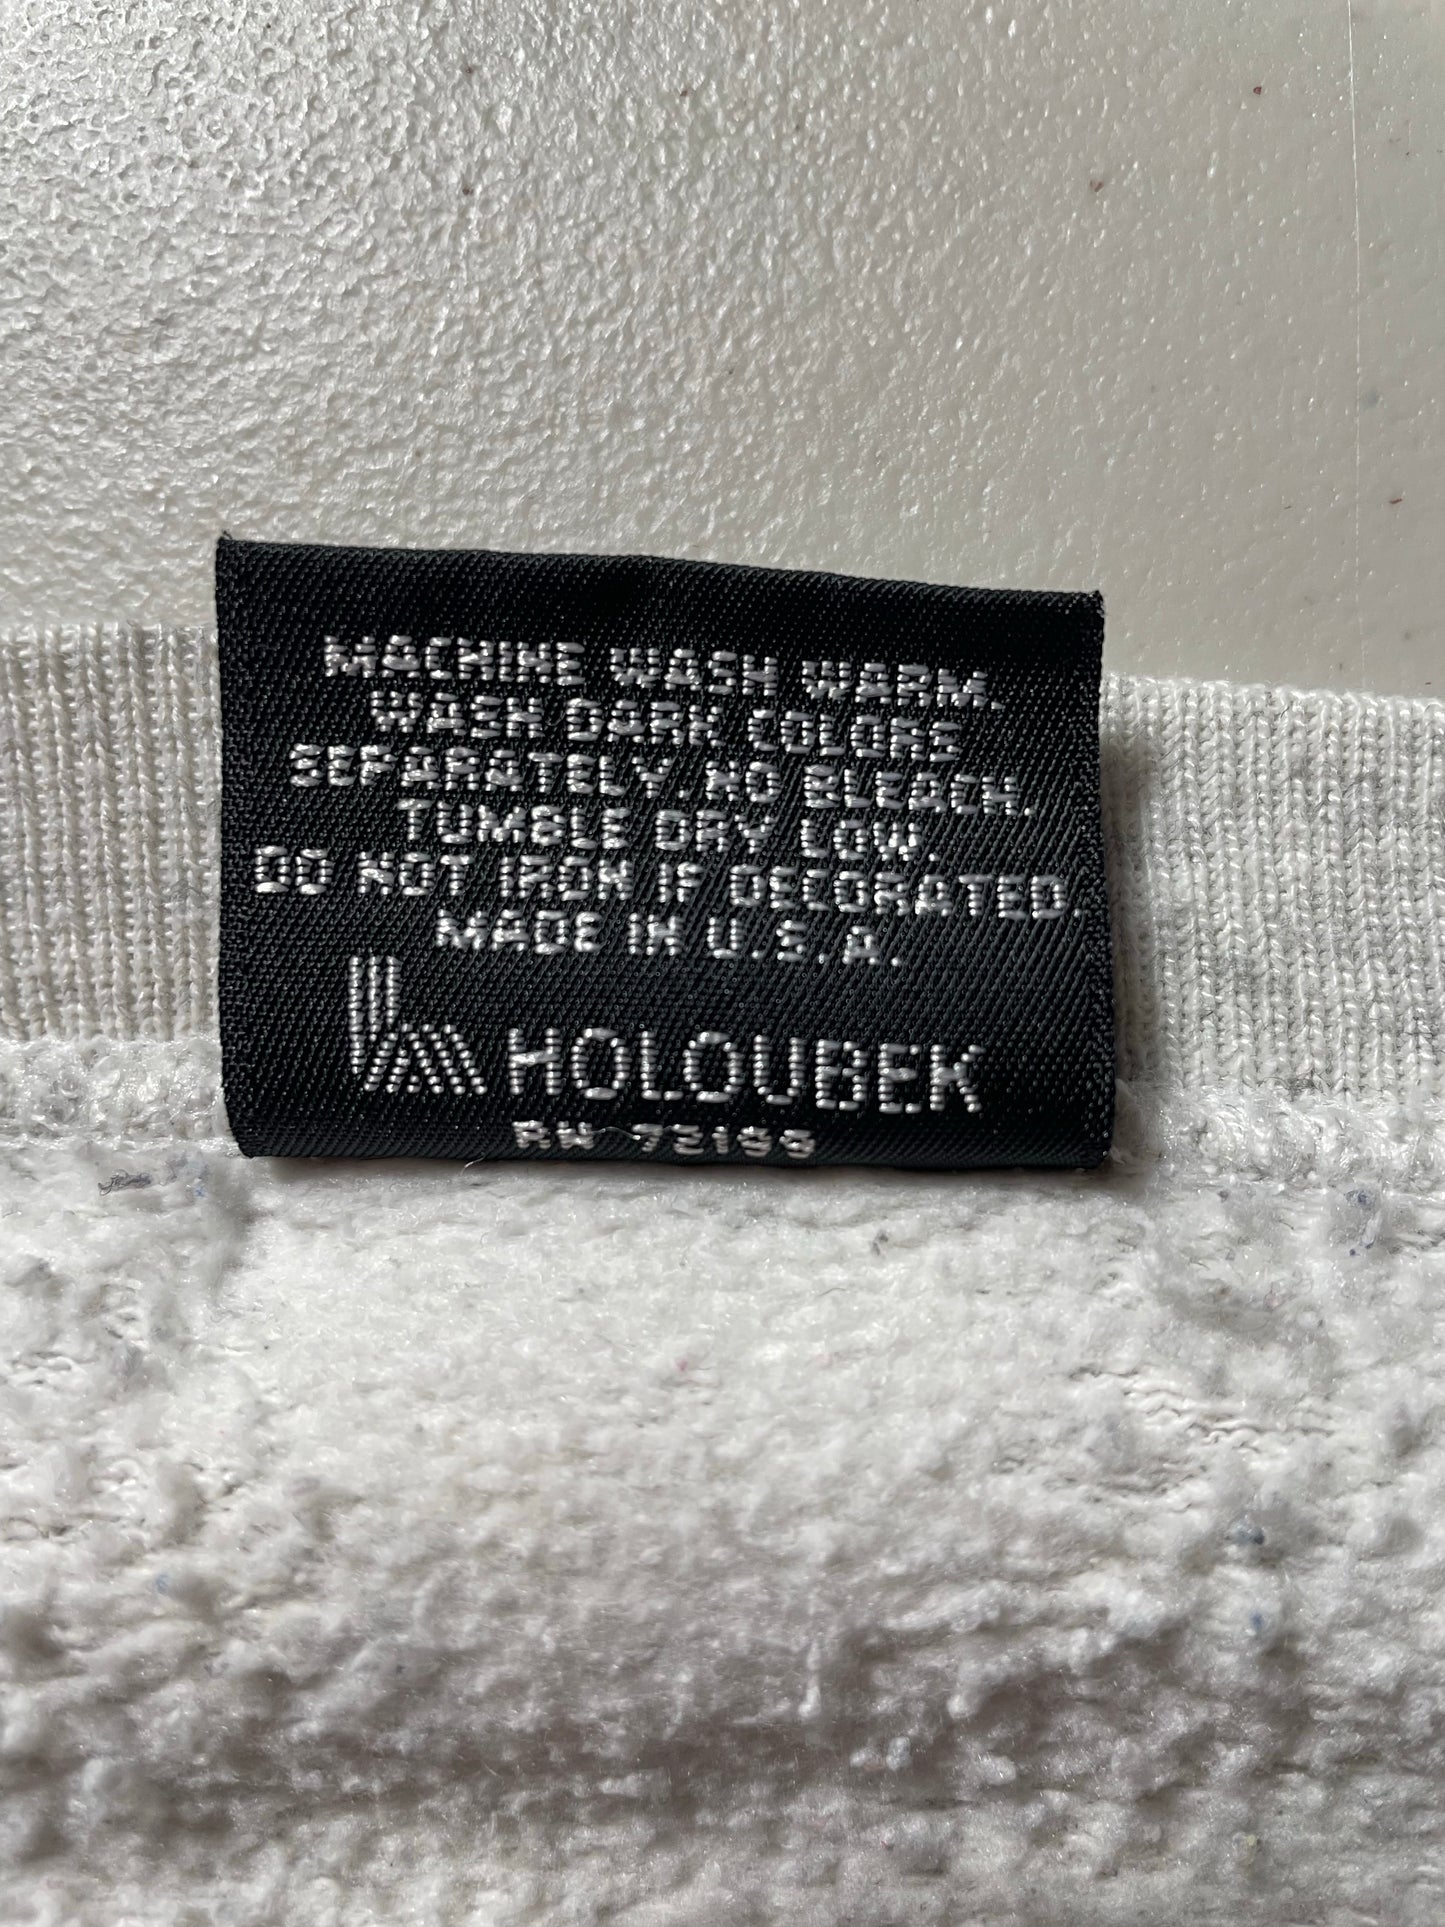 MACHINE WASH WARM.
WASH DARK COLORS
SEPARATELY. NO BLEACH.
TUMBLE DRY LOW.
DO NOT IRON IF DECORATED.
MADE IN U.S.A.
HOLOUBEK
RN 72199